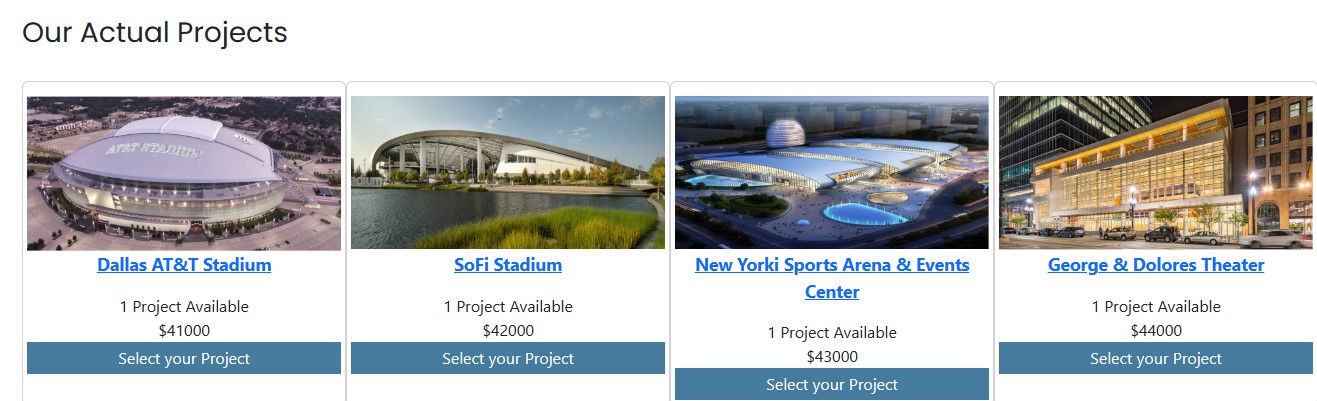 Our Actual Projects
AT&T STADIUM
Dallas AT&T Stadium
1 Project Available
$41000
Select your Project
SoFi Stadium
1 Project Available
$42000
Select your Project
New Yorki Sports Arena & Events
Center
1 Project Available
$43000
Select your Project
George & Dolores Theater
1 Project Available
$44000
Select your Project